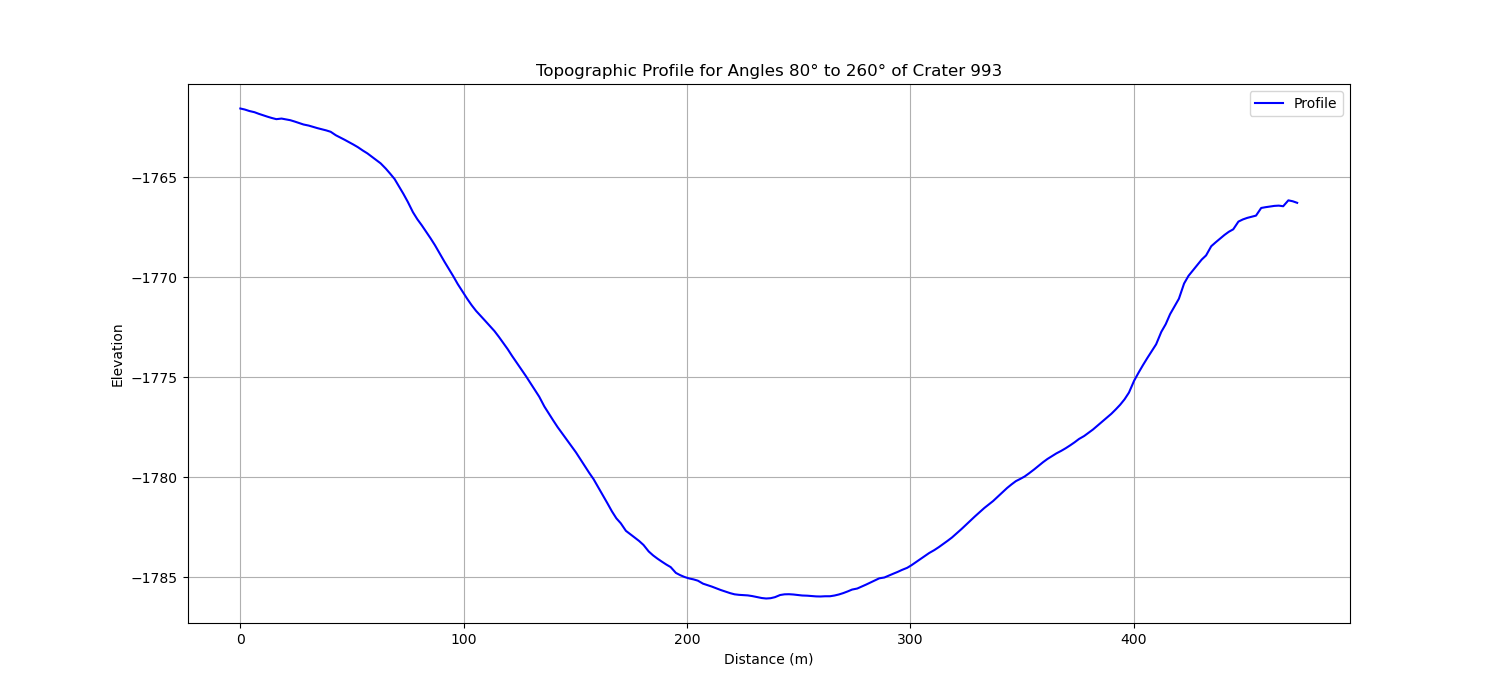 Topographic Profile for Angles 80° to 260° of Crater 993
Profile
Elevation
−1765
−1770
−1775
−1780
−1785
0
100
200
300
400
Distance (m)